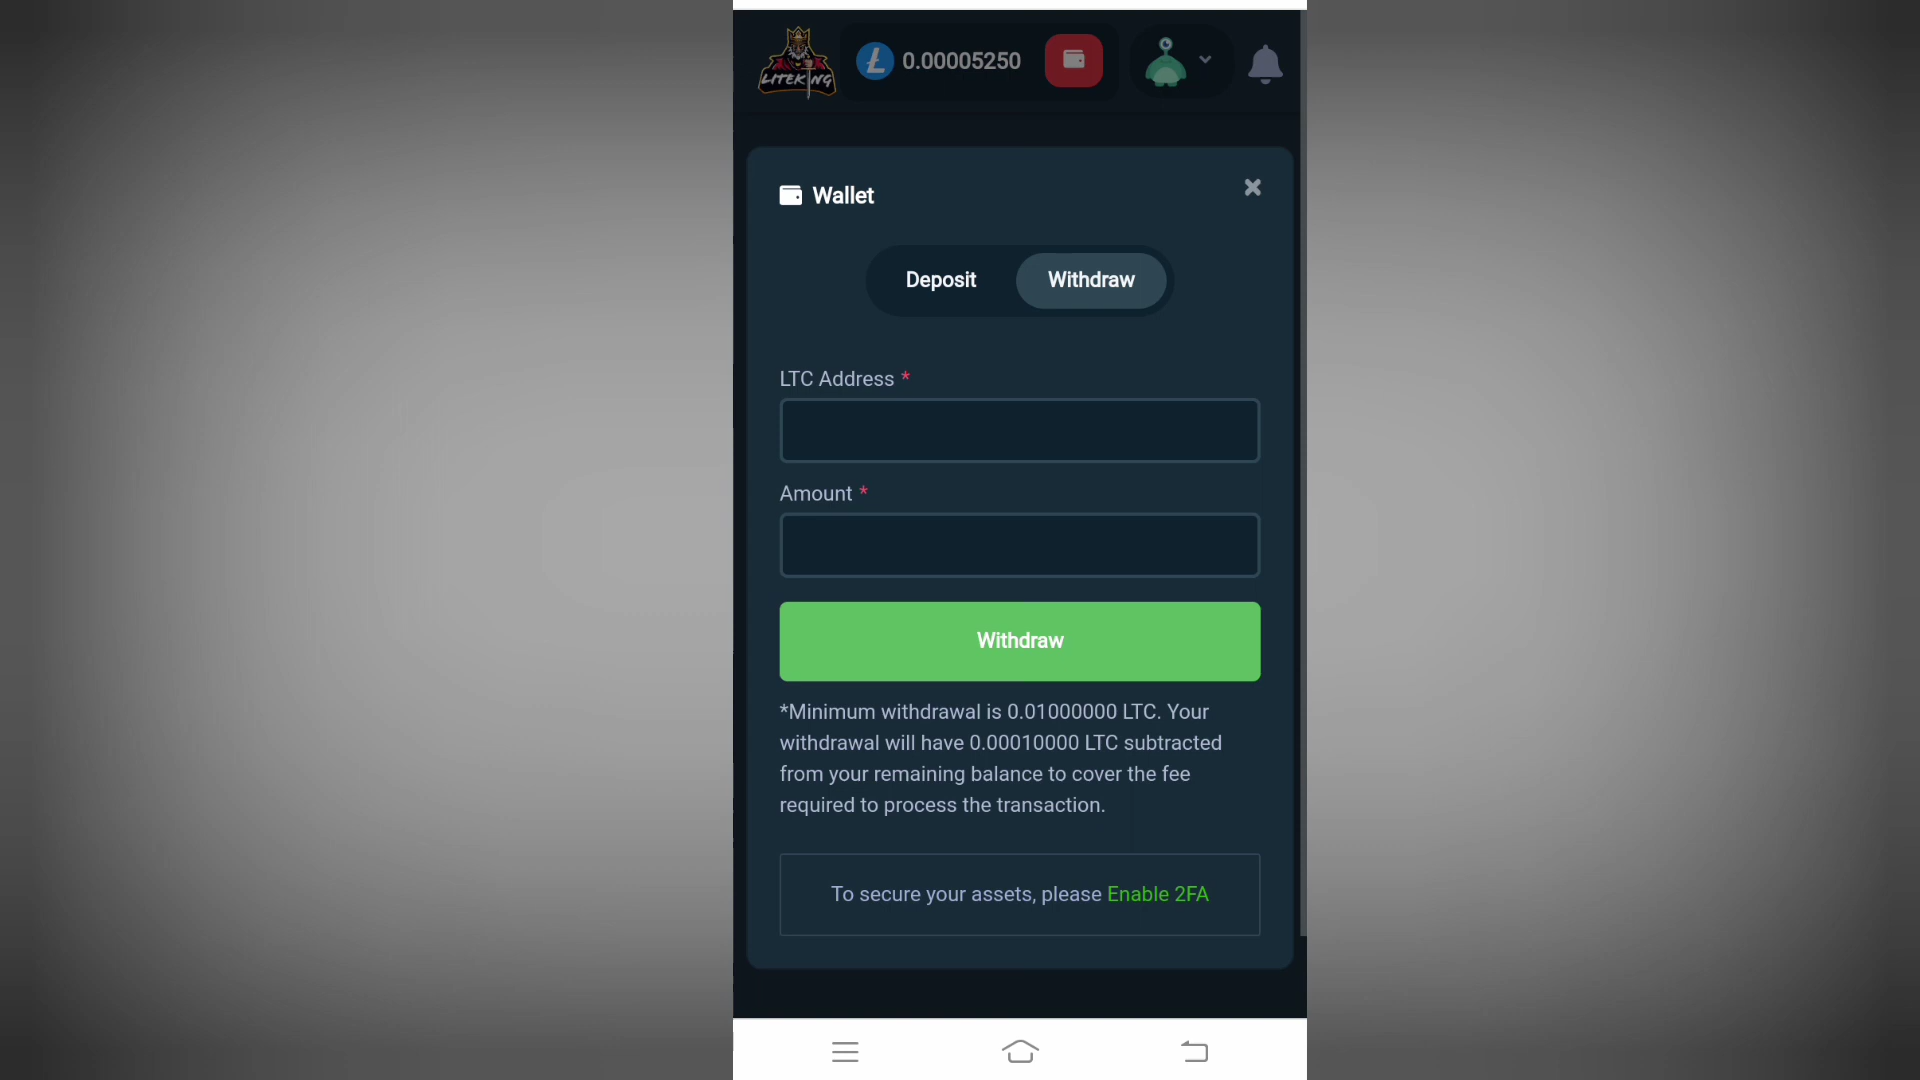 LITEKING
0.00005250
Wallet
Deposit
Withdraw
LTC Address *
Amount *
Withdraw
*Minimum withdrawal is 0.01000000 LTC. Your
withdrawal will have 0.00010000 LTC subtracted
from your remaining balance to cover the fee
required to process the transaction.
To secure your assets, please Enable 2FA